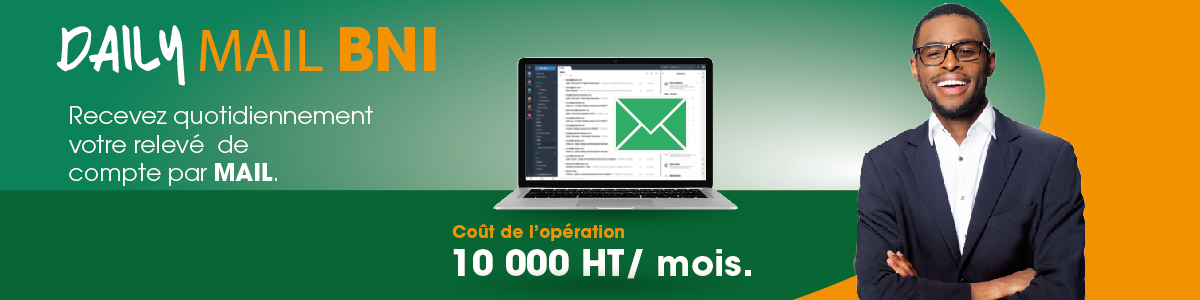 DAILY MAIL BNI
Recevez quotidiennement
votre relevé de
compte par MAIL.
Coût de l'opération
10 000 HT/ mois.